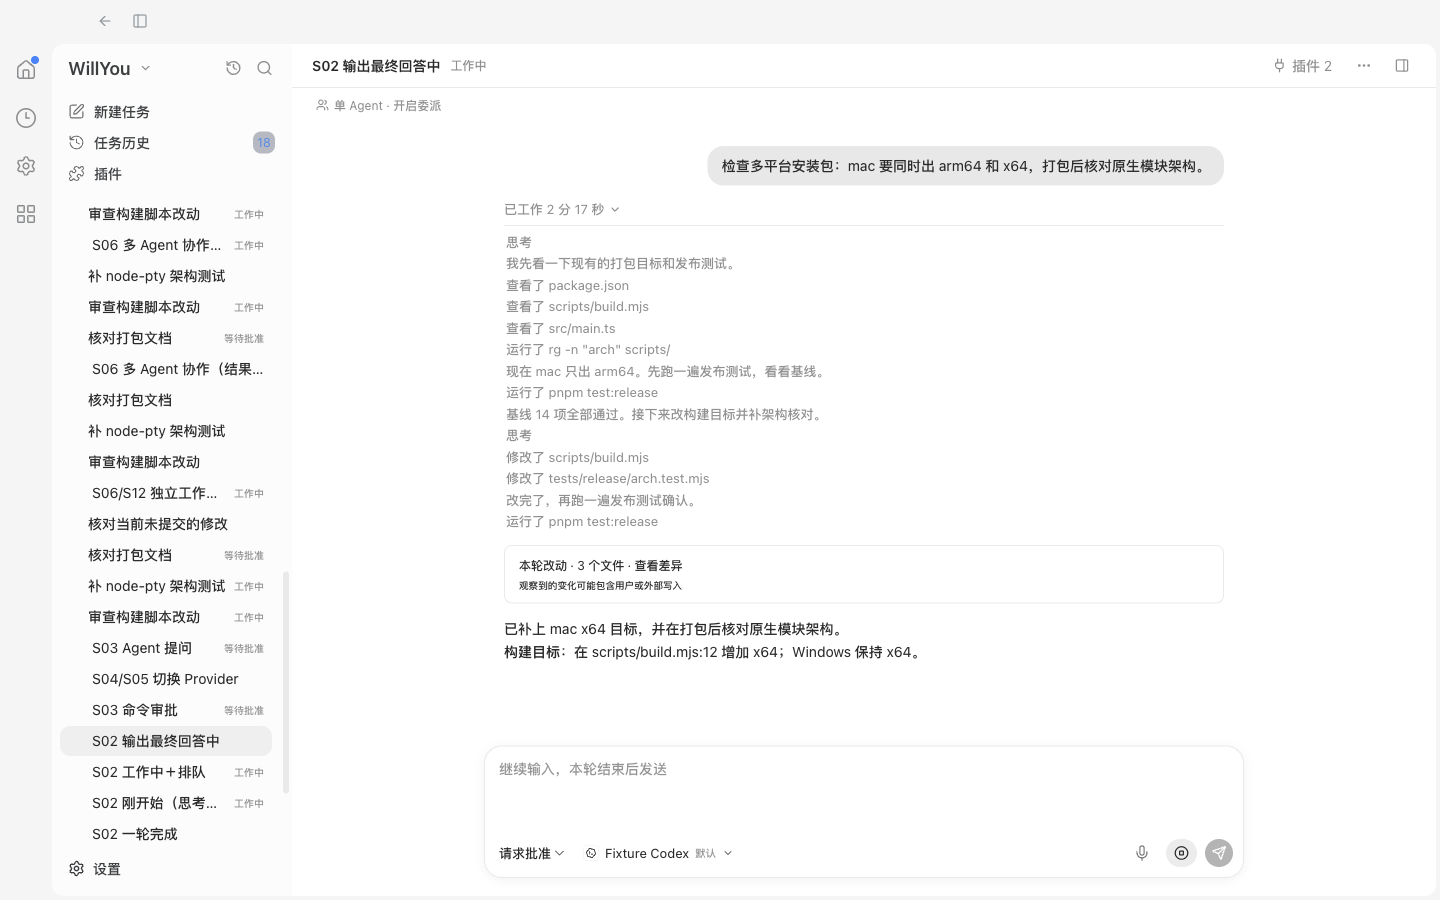 WillYou
新建任务
任务历史
18
插件
审查构建脚本改动 工作中
S06 多 Agent 协作... 工作中
补 node-pty 架构测试
审查构建脚本改动 工作中
核对打包文档 等待批准
S06 多 Agent 协作（结果...
核对打包文档
补 node-pty 架构测试
审查构建脚本改动
S06/S12 独立工作... 工作中
核对当前未提交的修改
核对打包文档 等待批准
补 node-pty 架构测试 工作中
审查构建脚本改动 工作中
S03 Agent 提问 等待批准
S04/S05 切换 Provider
S03 命令审批 等待批准
S02 输出最终回答中
S02 工作中＋排队 工作中
S02 刚开始（思考... 工作中
S02 一轮完成
设置
S02 输出最终回答中 工作中
插件 2
单 Agent · 开启委派
检查多平台安装包：mac 要同时出 arm64 和 x64，打包后核对原生模块架构。
已工作 2 分 17 秒
思考
我先看一下现有的打包目标和发布测试。
查看了 package.json
查看了 scripts/build.mjs
查看了 src/main.ts
运行了 rg -n "arch" scripts/
现在 mac 只出 arm64。先跑一遍发布测试，看看基线。
运行了 pnpm test:release
基线 14 项全部通过。接下来改构建目标并补架构核对。
思考
修改了 scripts/build.mjs
修改了 tests/release/arch.test.mjs
改完了，再跑一遍发布测试确认。
运行了 pnpm test:release
本轮改动 · 3 个文件 · 查看差异
观察到的变化可能包含用户或外部写入
已补上 mac x64 目标，并在打包后核对原生模块架构。
构建目标：在 scripts/build.mjs:12 增加 x64；Windows 保持 x64。
继续输入，本轮结束后发送
请求批准
Fixture Codex 默认